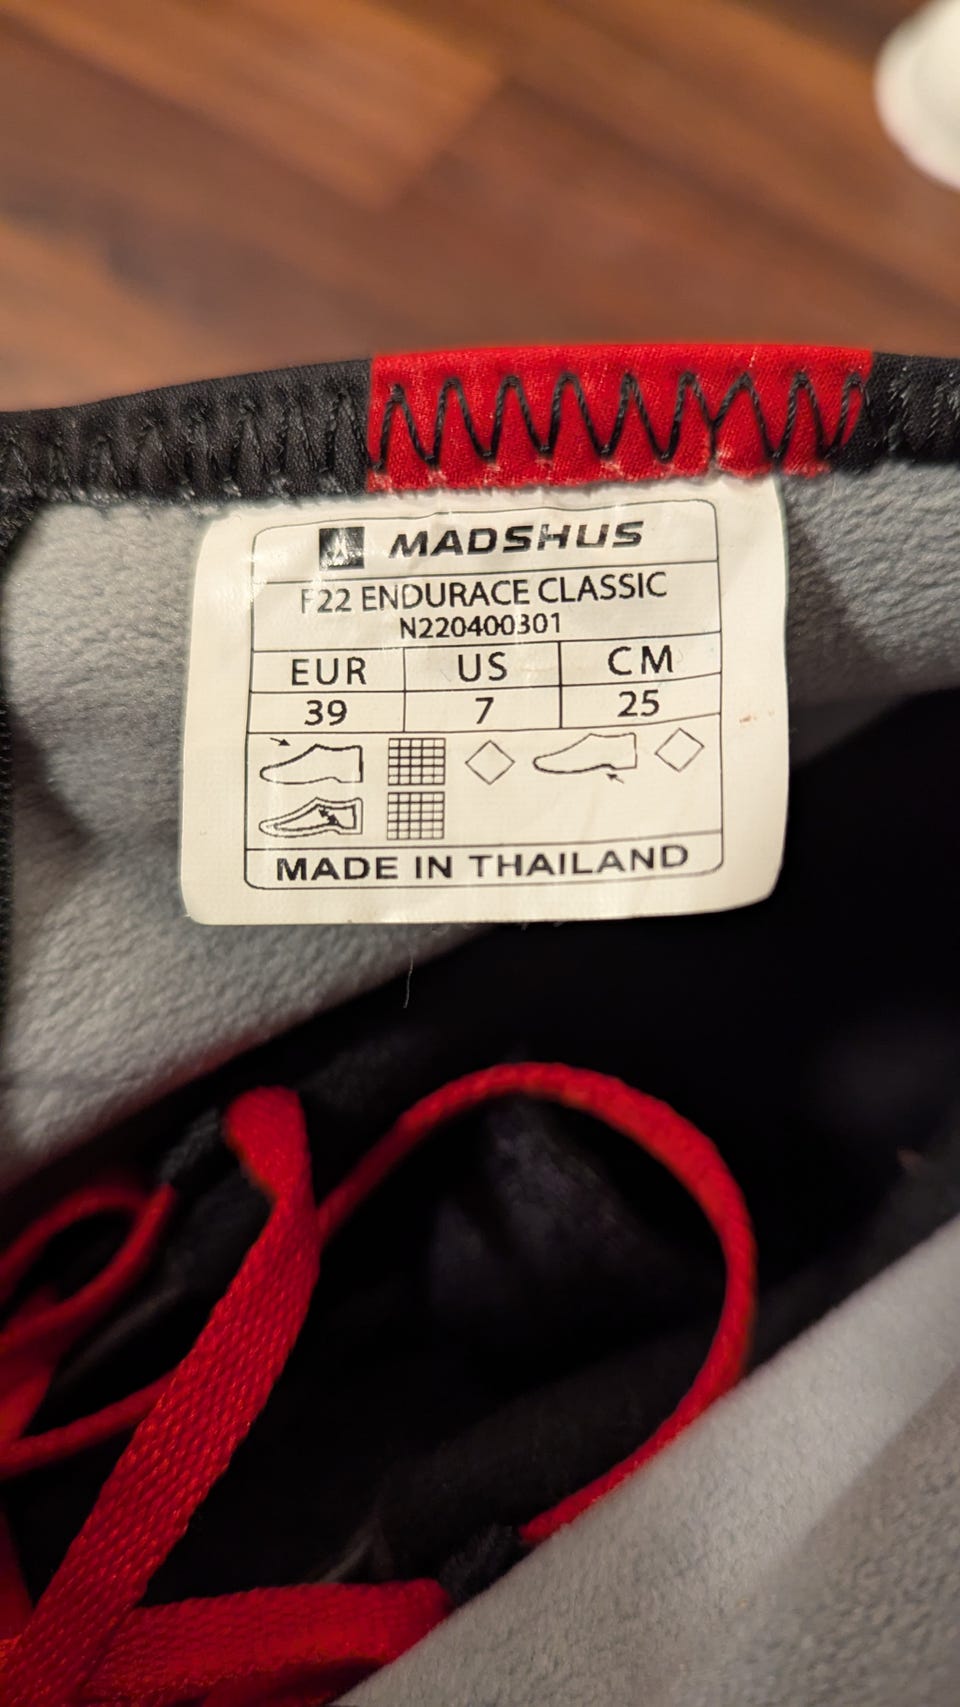 MADSHUS
F22 ENDURACE CLASSIC
N220400301
EUR US CM
39 7 25
MADE IN THAILAND